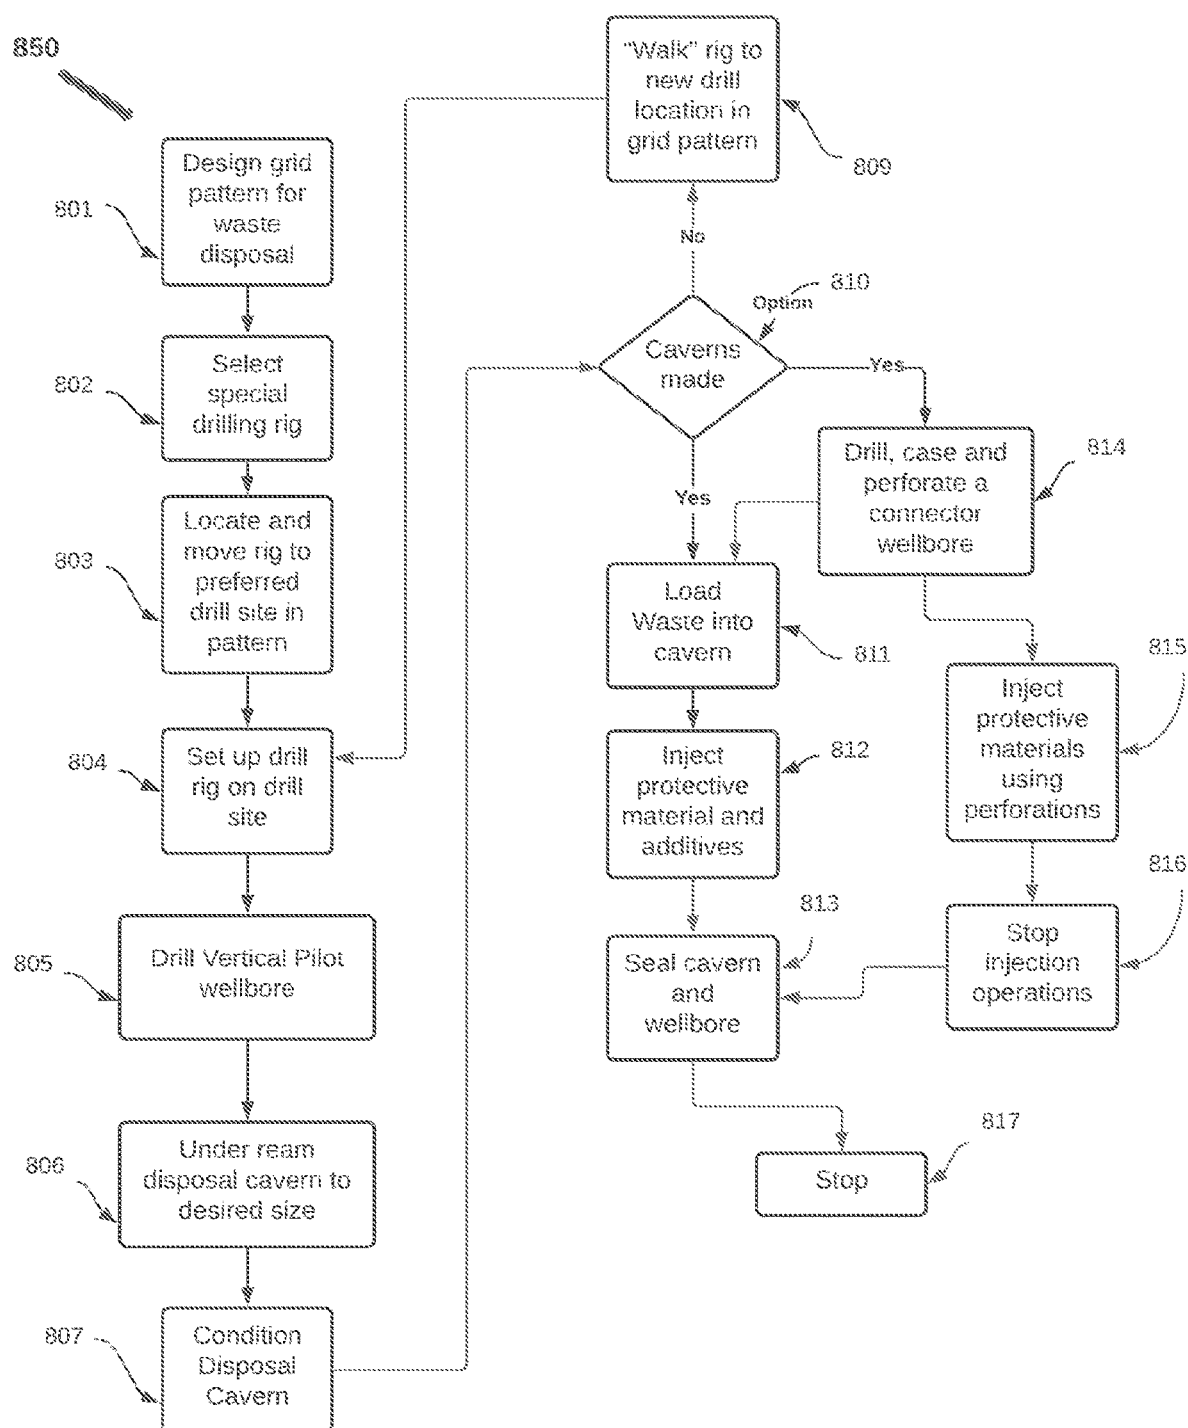 850
801
Design grid
pattern for
waste
disposal
802
Select
special
drilling rig
803
Locate and
move rig to
preferred
drill site in
pattern
804
Set up drill
rig on drill
site
805
Drill Vertical Pilot
wellbore
806
Under ream
disposal cavern to
desired size
807
Condition
Disposal
Cavern
"Walk" rig to
new drill
location in
grid pattern
809
No
Option
810
Caverns
made
Yes
Yes
Drill, case and
perforate a
connector
wellbore
814
Load
Waste into
cavern
811
Inject
protective
material and
additives
812
Inject
protective
materials
using
perforations
815
Stop
injection
operations
816
Seal cavern
and
wellbore
813
Stop
817